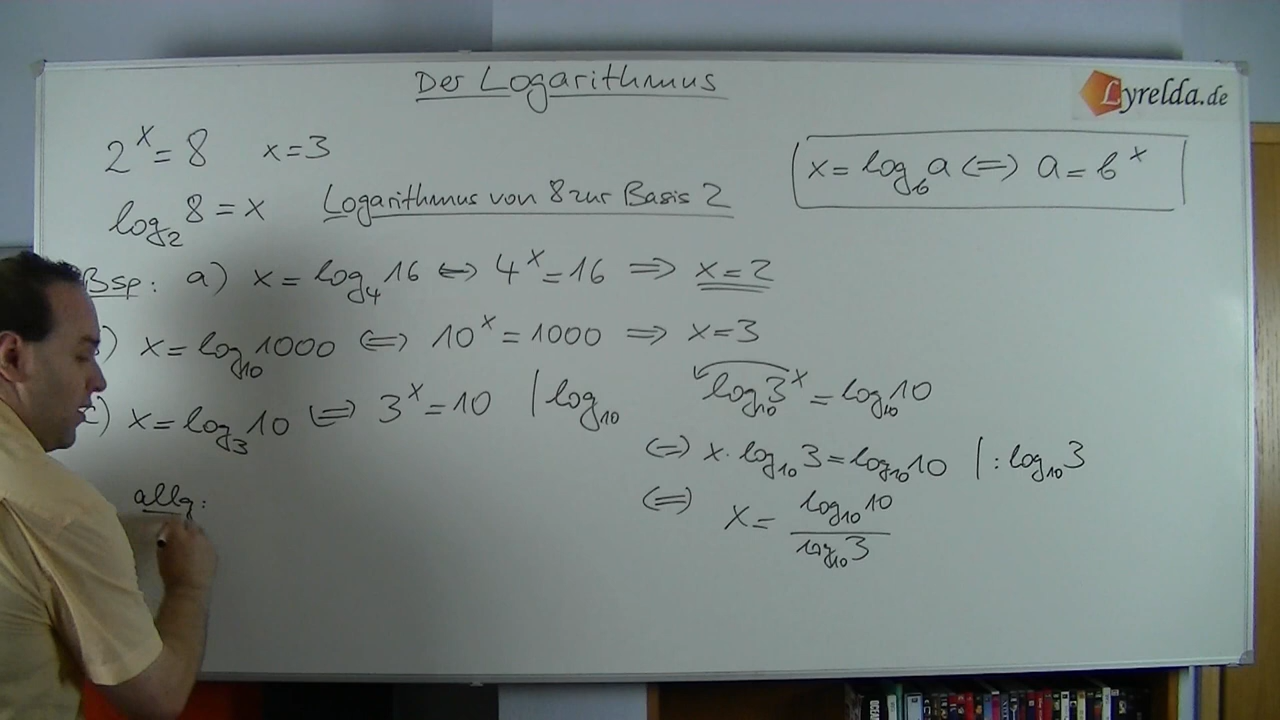 Der Logarithmus
Lyrelda.de
2^x = 8   x = 3
x = log_b a ⇔ a = b^x
log_2 8 = x   Logarithmus von 8 zur Basis 2
Bsp: a) x = log_4 16 ⇔ 4^x = 16 ⇒ x = 2
) x = log_10 1000 ⇔ 10^x = 1000 ⇒ x = 3
c) x = log_3 10 ⇔ 3^x = 10 | log_10
log_10 3^x = log_10 10
⇔ x · log_10 3 = log_10 10 | : log_10 3
⇔ x = log_10 10 / log_10 3
allg: